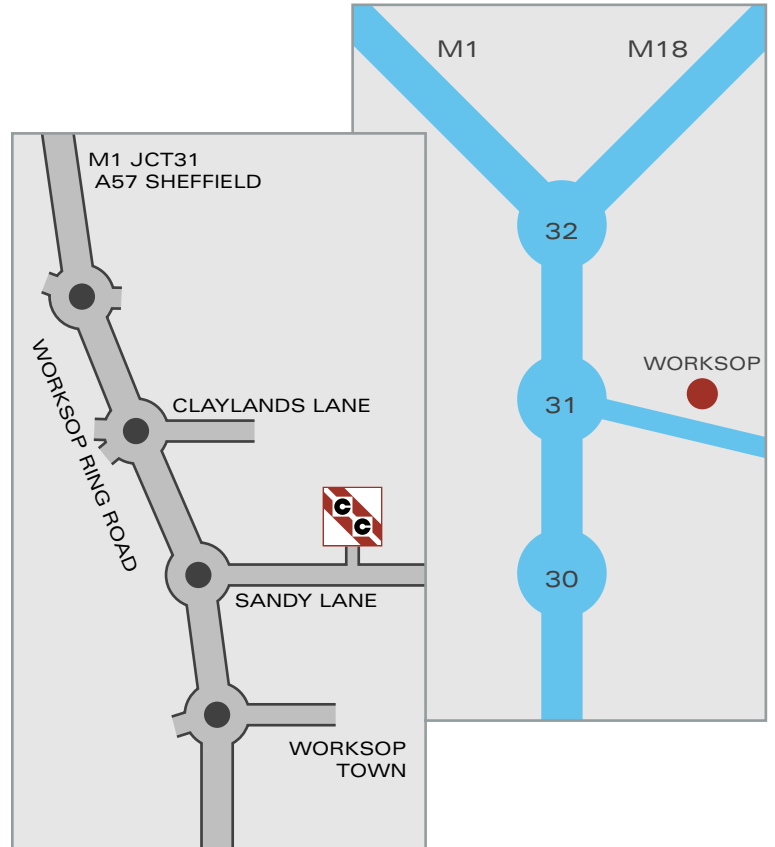 M1
M18
32
WORKSOP
31
30
M1 JCT31
A57 SHEFFIELD
WORKSOP RING ROAD
CLAYLANDS LANE
C
C
SANDY LANE
WORKSOP
TOWN